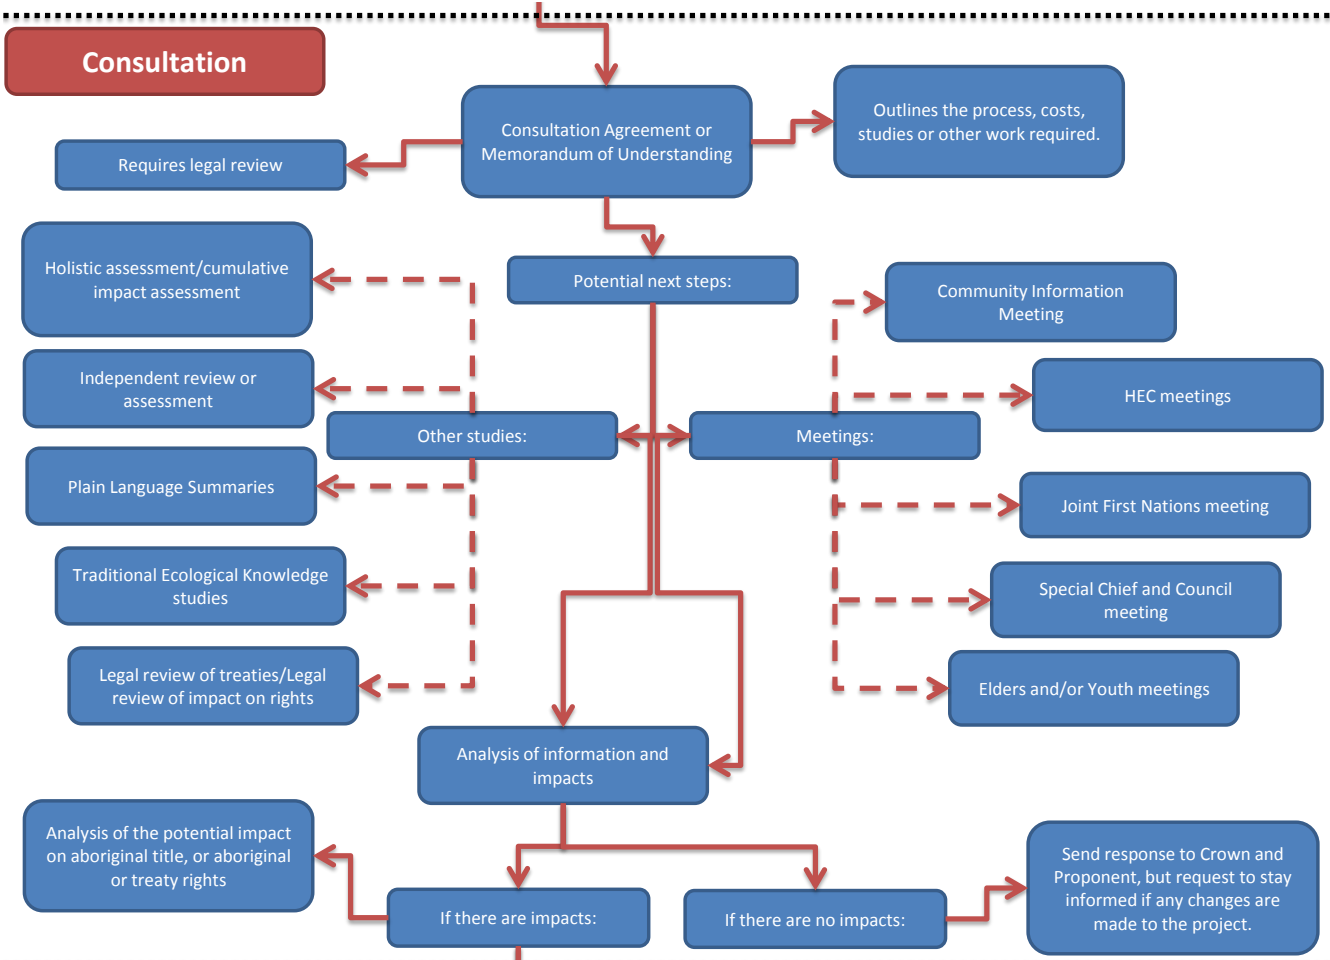 Consultation
Consultation Agreement or
Memorandum of Understanding
Outlines the process, costs,
studies or other work required.
Requires legal review
Potential next steps:
Holistic assessment/cumulative
impact assessment
Independent review or
assessment
Other studies:
Plain Language Summaries
Traditional Ecological Knowledge
studies
Legal review of treaties/Legal
review of impact on rights
Community Information
Meeting
HEC meetings
Meetings:
Joint First Nations meeting
Special Chief and Council
meeting
Elders and/or Youth meetings
Analysis of information and
impacts
Analysis of the potential impact
on aboriginal title, or aboriginal
or treaty rights
If there are impacts:
If there are no impacts:
Send response to Crown and
Proponent, but request to stay
informed if any changes are
made to the project.